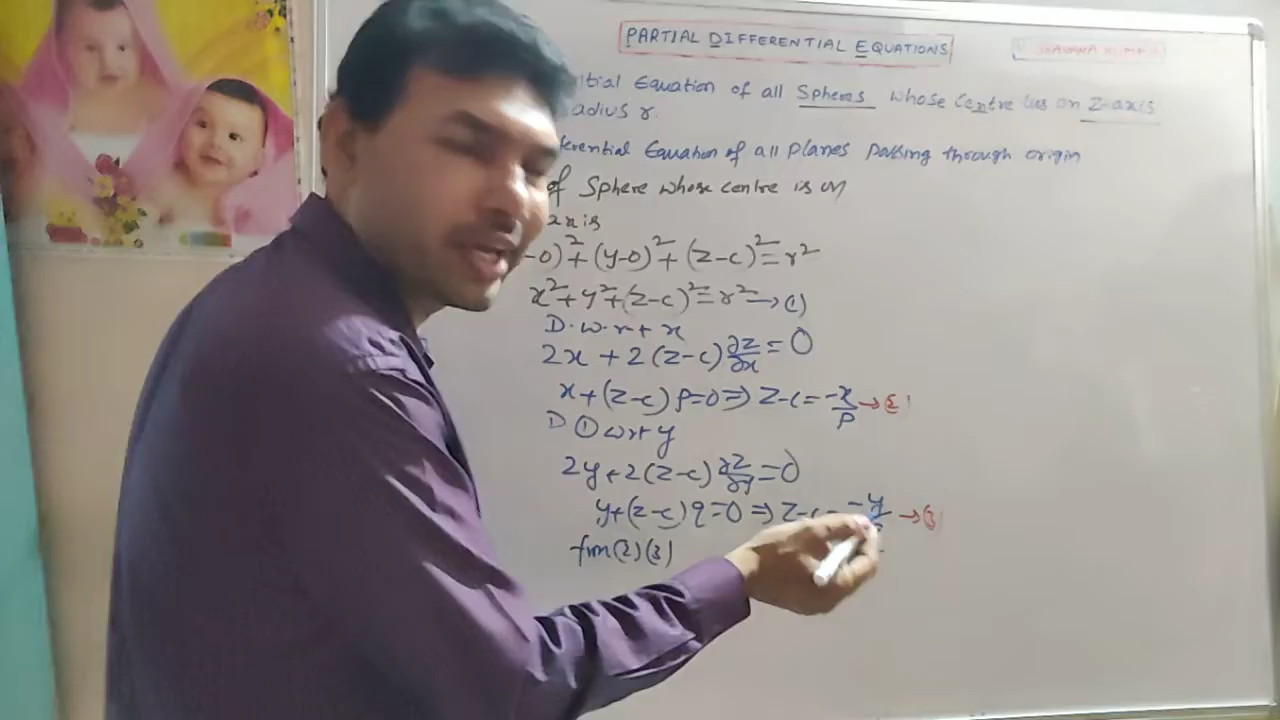 PARTIAL DIFFERENTIAL EQUATIONS
tial Equation of all Spheres whose Centre lies on Z-axis
adius r.
ferential Equation of all Planes passing through origin
of Sphere whose centre is on
axis
-0)²+(y-0)²+(z-c)²=r²
x²+y²+(z-c)²=r²→(1)
D.w.r+x
2x+2(z-c)∂z/∂x=0
x+(z-c)P=0⇒z-c=-x/P→(2)
D ① wr+y
2y+2(z-c)∂z/∂y=0
y+(z-c)q=0⇒z-c=-y→(3)
from(2)(3)